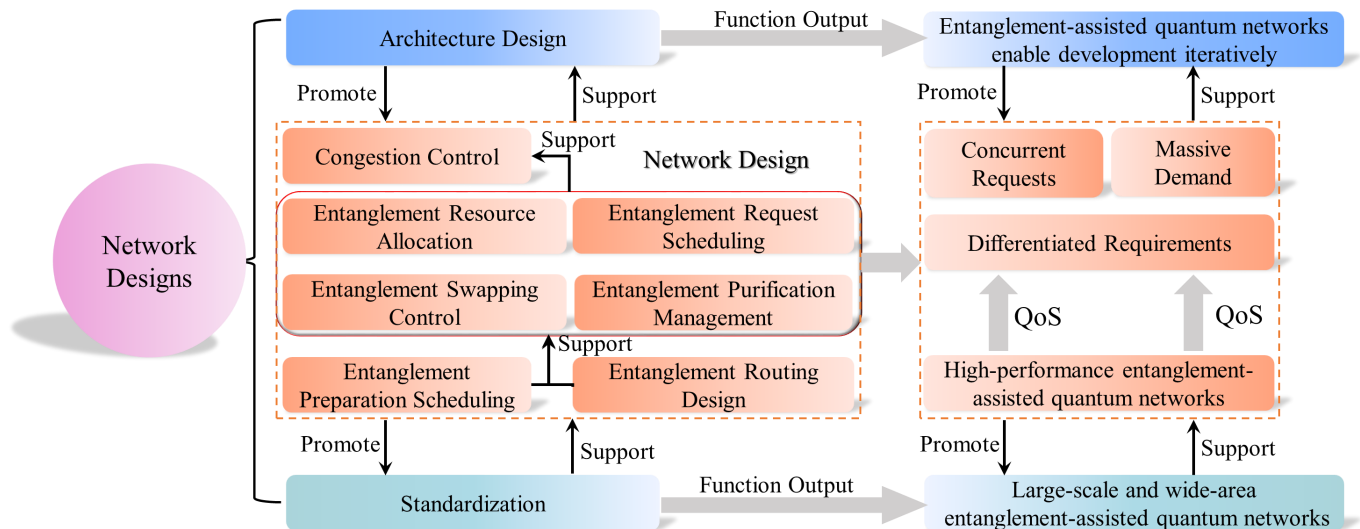 Network
Designs
Architecture Design
Function Output
Entanglement-assisted quantum networks
enable development iteratively
Promote
Support
Promote
Support
Network Design
Congestion Control
Support
Entanglement Resource
Allocation
Entanglement Request
Scheduling
Entanglement Swapping
Control
Entanglement Purification
Management
Support
Entanglement
Preparation Scheduling
Entanglement Routing
Design
Concurrent
Requests
Massive
Demand
Differentiated Requirements
QoS
QoS
High-performance entanglement-
assisted quantum networks
Promote
Support
Promote
Support
Standardization
Function Output
Large-scale and wide-area
entanglement-assisted quantum networks